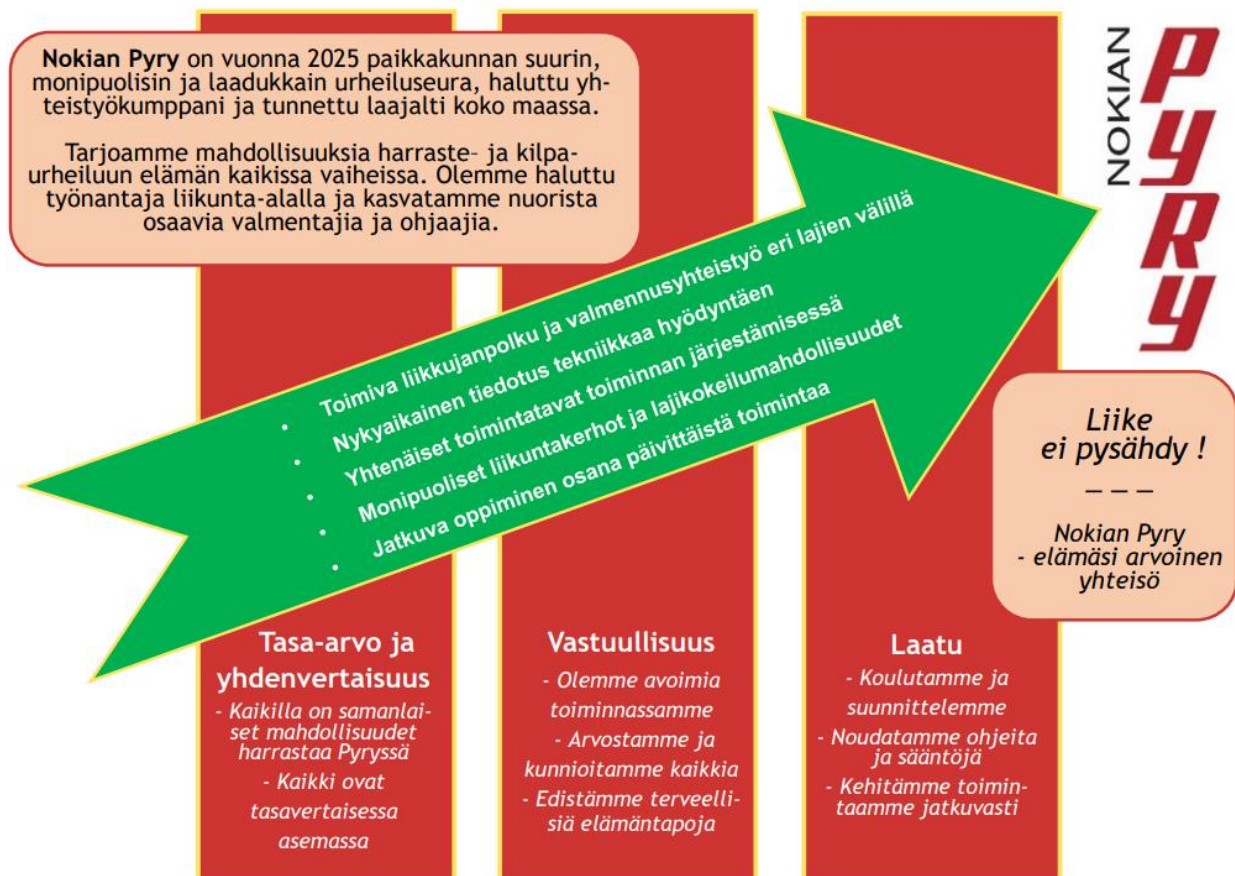 Nokian Pyry on vuonna 2025 paikkakunnan suurin,
monipuolisin ja laadukkain urheiluseura, haluttu yh-
teistyökumppani ja tunnettu laajalti koko maassa.
Tarjoamme mahdollisuuksia harraste- ja kilpa-
urheiluun elämän kaikissa vaiheissa. Olemme haluttu
työnantaja liikunta-alalla ja kasvatamme nuorista
osaavia valmentajia ja ohjaajia.
NOKIAN
PYRY
• Toimiva liikkujanpolku ja valmennusyhteistyö eri lajien välillä
• Nykyaikainen tiedotus tekniikkaa hyödyntäen
• Yhtenäiset toimintatavat toiminnan järjestämisessä
• Monipuoliset liikuntakerhot ja lajikokeilumahdollisuudet
• Jatkuva oppiminen osana päivittäistä toimintaa
Liike
ei pysähdy !
– – –
Nokian Pyry
- elämäsi arvoinen
yhteisö
Tasa-arvo ja
yhdenvertaisuus
- Kaikilla on samanlai-
set mahdollisuudet
harrastaa Pyryssä
- Kaikki ovat
tasavertaisessa
asemassa
Vastuullisuus
- Olemme avoimia
toiminnassamme
- Arvostamme ja
kunnioitamme kaikkia
- Edistämme terveelli-
siä elämäntapoja
Laatu
- Koulutamme ja
suunnittelemme
- Noudatamme ohjeita
ja sääntöjä
- Kehitämme toimin-
taamme jatkuvasti